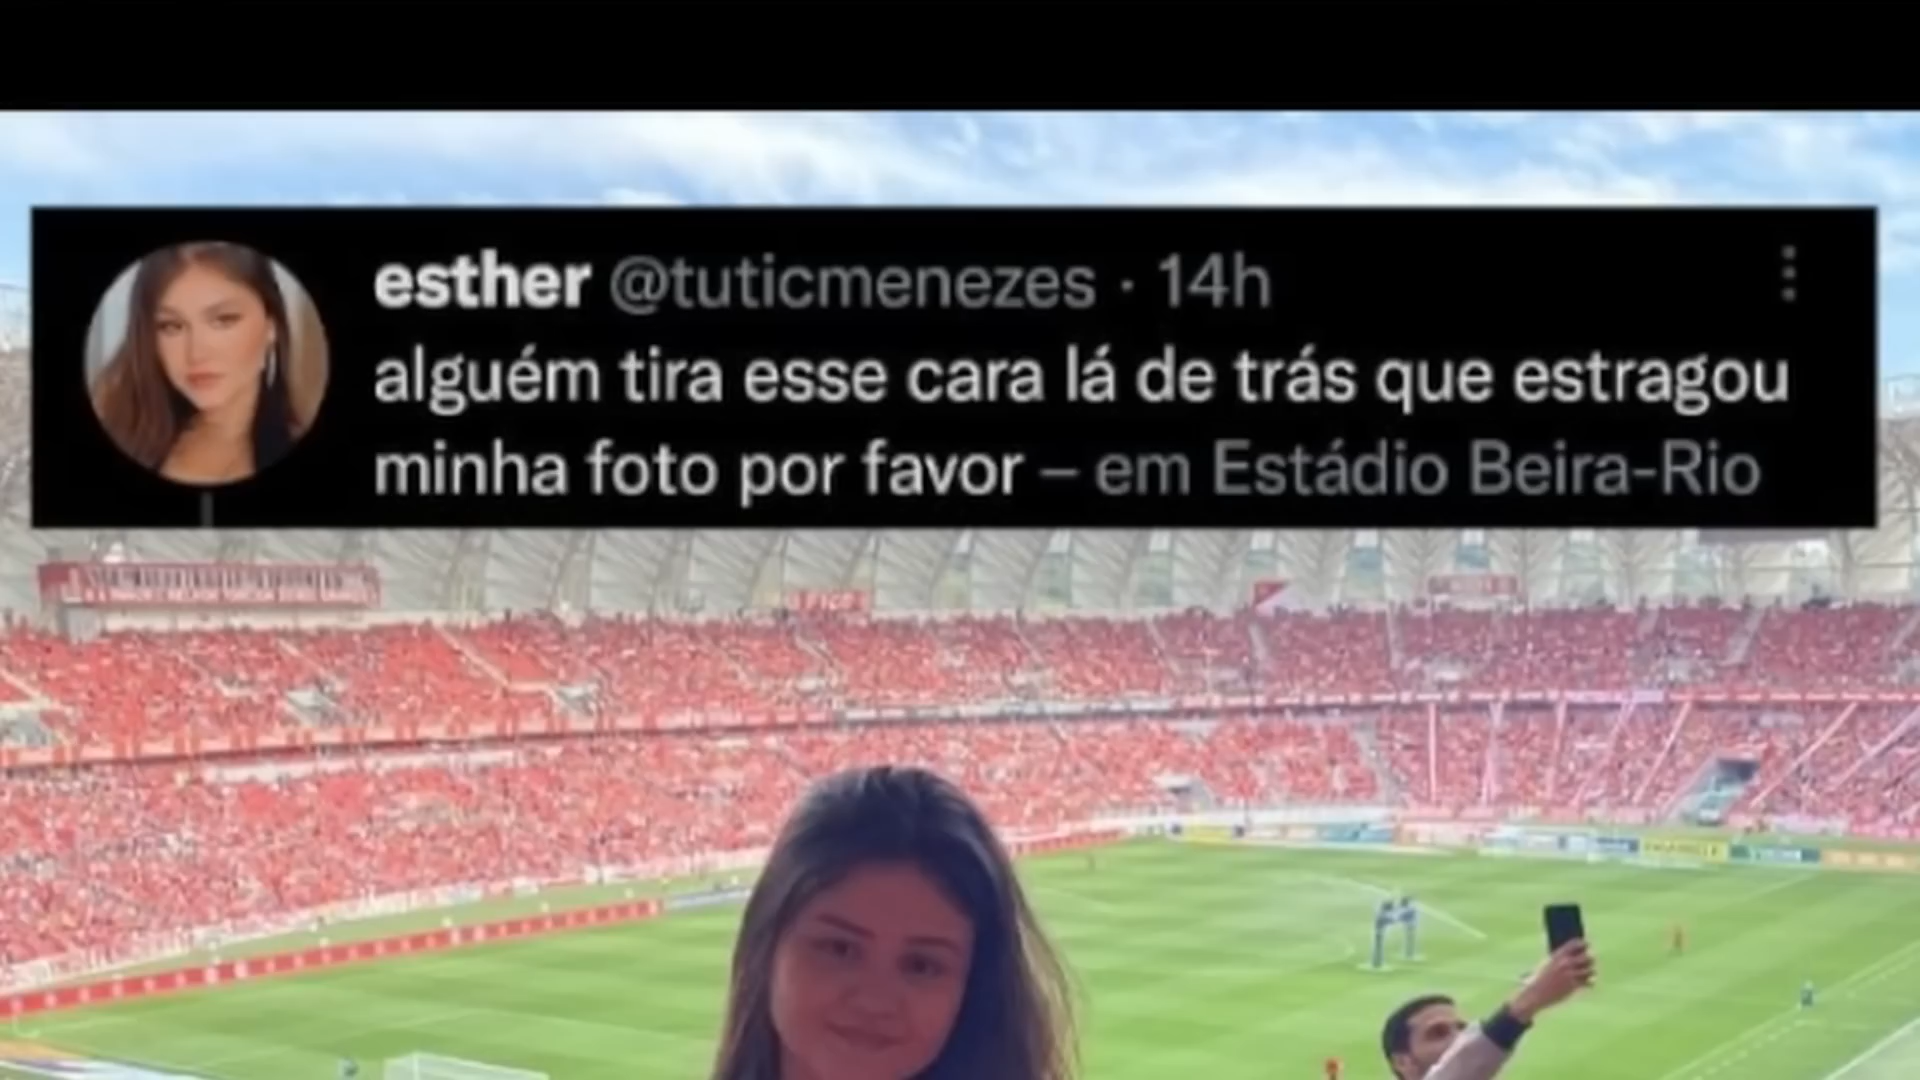 esther @tuticmenezes · 14h
alguém tira esse cara lá de trás que estragou
minha foto por favor – em Estádio Beira-Rio